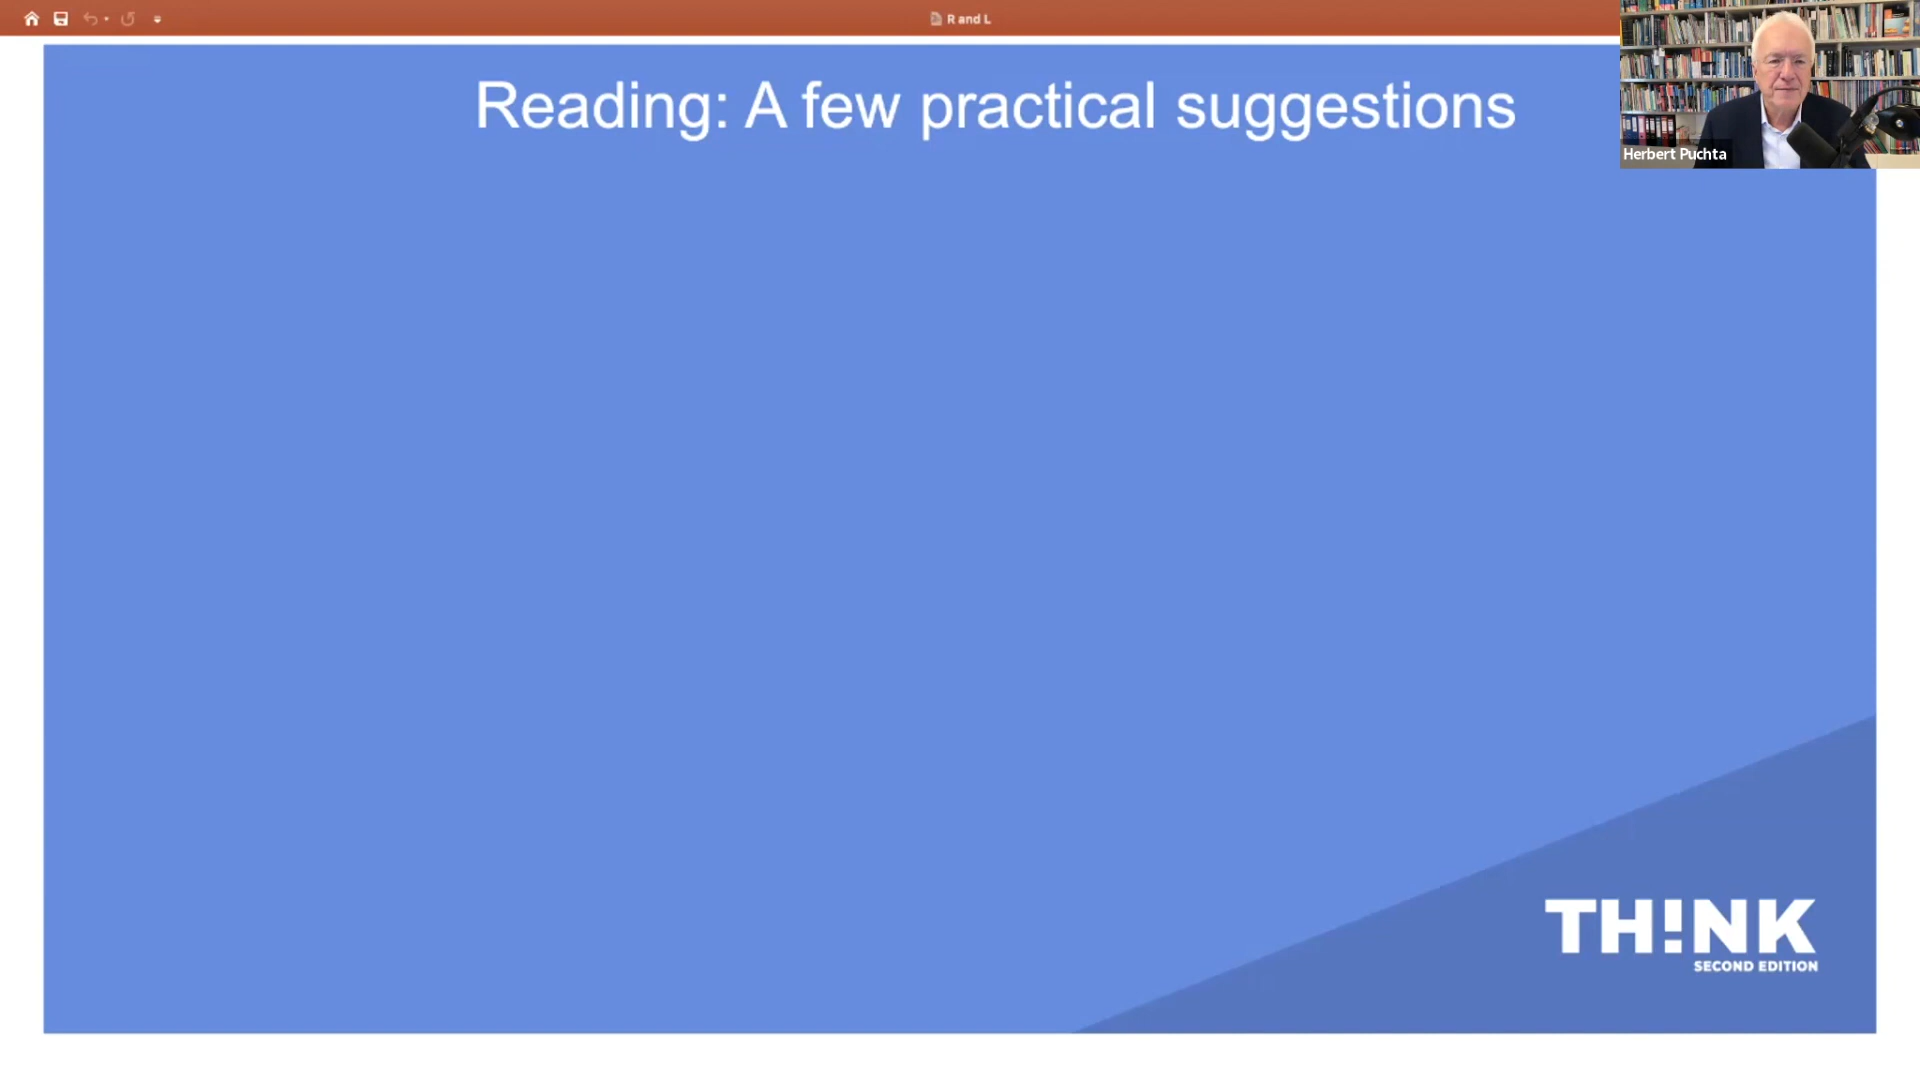 R and L
Reading: A few practical suggestions
Herbert Puchta
TH!NK
SECOND EDITION